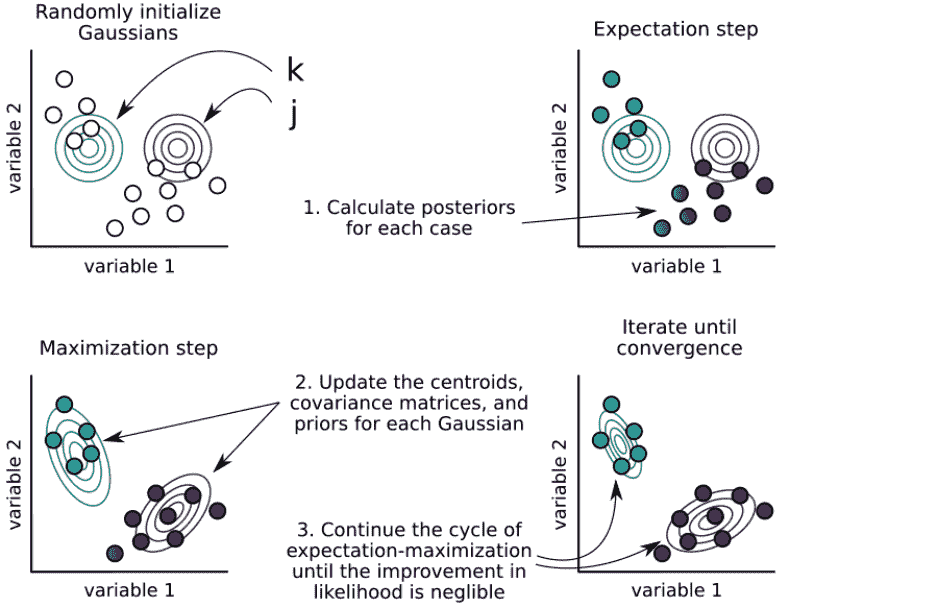 Randomly initialize
Gaussians
k
j
variable 2
variable 1
Expectation step
1. Calculate posteriors
for each case
variable 2
variable 1
Maximization step
2. Update the centroids,
covariance matrices, and
priors for each Gaussian
variable 2
variable 1
Iterate until
convergence
3. Continue the cycle of
expectation-maximization
until the improvement in
likelihood is neglible
variable 2
variable 1